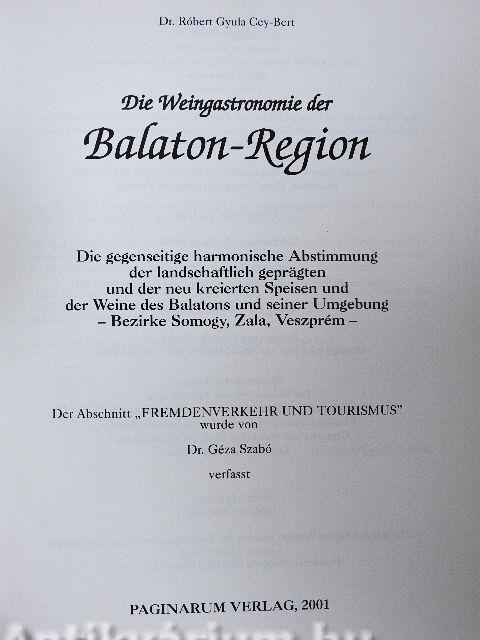 Dr. Róbert Gyula Cey-Bert
Die Weingastronomie der
Balaton-Region
Die gegenseitige harmonische Abstimmung
der landschaftlich geprägten
und der neu kreierten Speisen und
der Weine des Balatons und seiner Umgebung
– Bezirke Somogy, Zala, Veszprém –
Der Abschnitt „FREMDENVERKEHR UND TOURISMUS”
wurde von
Dr. Géza Szabó
verfasst
PAGINARUM VERLAG, 2001